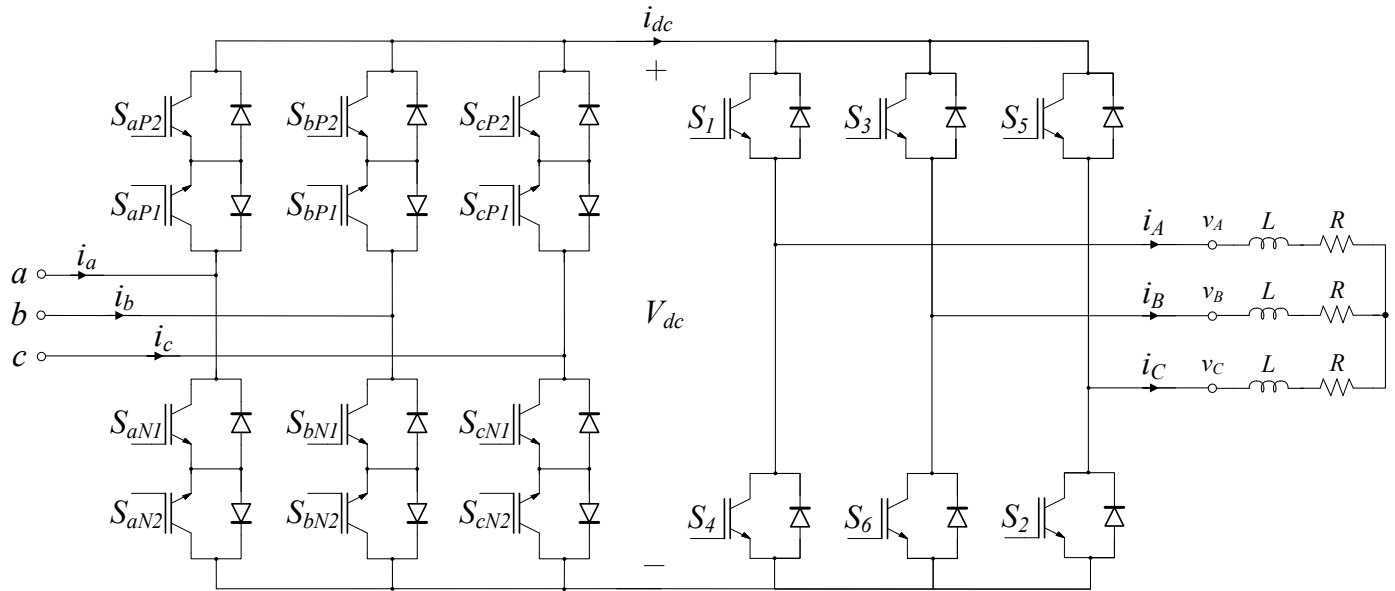 i_dc
+
S_aP2 S_bP2 S_cP2 S_1 S_3 S_5
S_aP1 S_bP1 S_cP1
i_A v_A L R
a i_a
b i_b V_dc i_B v_B L R
c i_c
i_C v_C L R
S_aN1 S_bN1 S_cN1
S_aN2 S_bN2 S_cN2 S_4 S_6 S_2
−